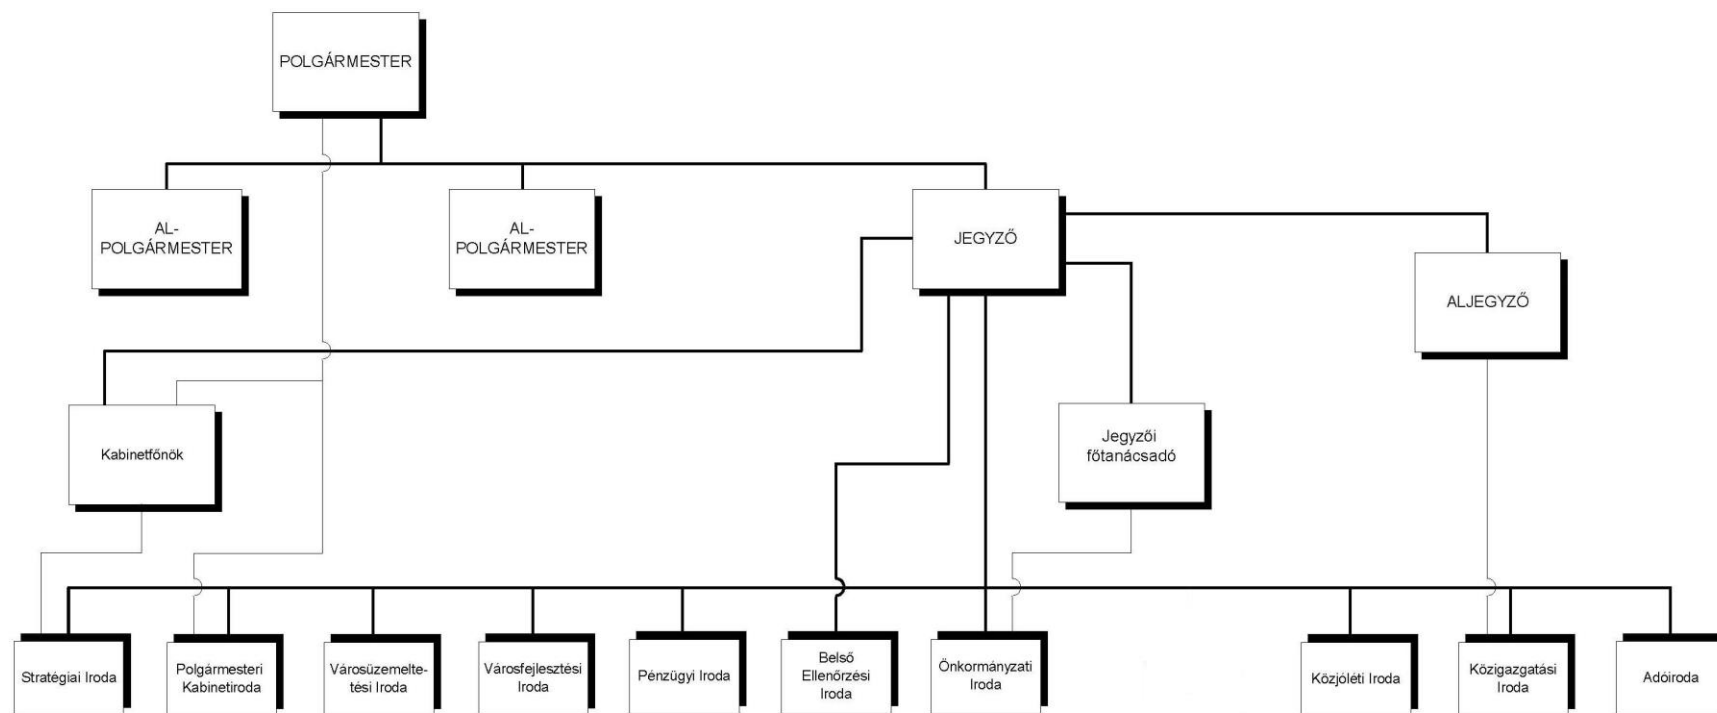 POLGÁRMESTER
AL-
POLGÁRMESTER
AL-
POLGÁRMESTER
JEGYZŐ
ALJEGYZŐ
Kabinetfőnök
Jegyzői
főtanácsadó
Stratégiai Iroda
Polgármesteri
Kabinetiroda
Városüzemelte-
tési Iroda
Városfejlesztési
Iroda
Pénzügyi Iroda
Belső
Ellenőrzési
Iroda
Önkormányzati
Iroda
Közjóléti Iroda
Közigazgatási
Iroda
Adóiroda